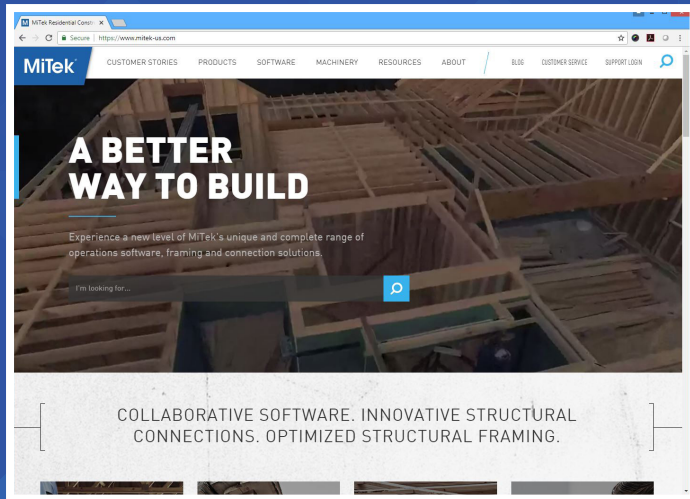 MiTek Residential Constr
Secure | https://www.mitek-us.com
MiTek
CUSTOMER STORIES PRODUCTS SOFTWARE MACHINERY RESOURCES ABOUT BLOG CUSTOMER SERVICE SUPPORT LOGIN
A BETTER
WAY TO BUILD
Experience a new level of MiTek's unique and complete range of
operations software, framing and connection solutions.
I'm looking for...
COLLABORATIVE SOFTWARE. INNOVATIVE STRUCTURAL
CONNECTIONS. OPTIMIZED STRUCTURAL FRAMING.